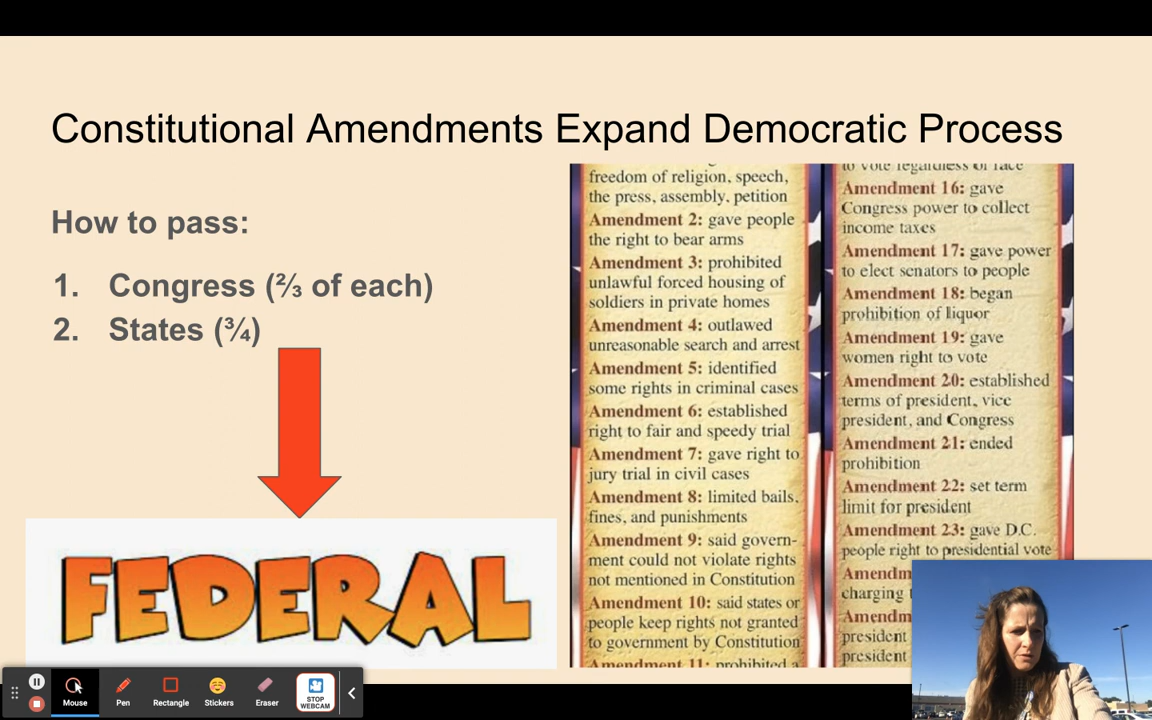 Constitutional Amendments Expand Democratic Process
How to pass:
1. Congress (⅔ of each)
2. States (¾)
FEDERAL
freedom of religion, speech,
the press, assembly, petition
Amendment 2: gave people
the right to bear arms
Amendment 3: prohibited
unlawful forced housing of
soldiers in private homes
Amendment 4: outlawed
unreasonable search and arrest
Amendment 5: identified
some rights in criminal cases
Amendment 6: established
right to fair and speedy trial
Amendment 7: gave right to
jury trial in civil cases
Amendment 8: limited bails,
fines, and punishments
Amendment 9: said govern-
ment could not violate rights
not mentioned in Constitution
Amendment 10: said states or
people keep rights not granted
to government by Constitution
Amendment 11: prohibited a
to vote regardless of race
Amendment 16: gave
Congress power to collect
income taxes
Amendment 17: gave power
to elect senators to people
Amendment 18: began
prohibition of liquor
Amendment 19: gave
women right to vote
Amendment 20: established
terms of president, vice
president, and Congress
Amendment 21: ended
prohibition
Amendment 22: set term
limit for president
Amendment 23: gave D.C.
people right to presidential vote
Amendm
charging
Amendm
president
president
Mouse
Pen
Rectangle
Stickers
Eraser
STOP
WEBCAM